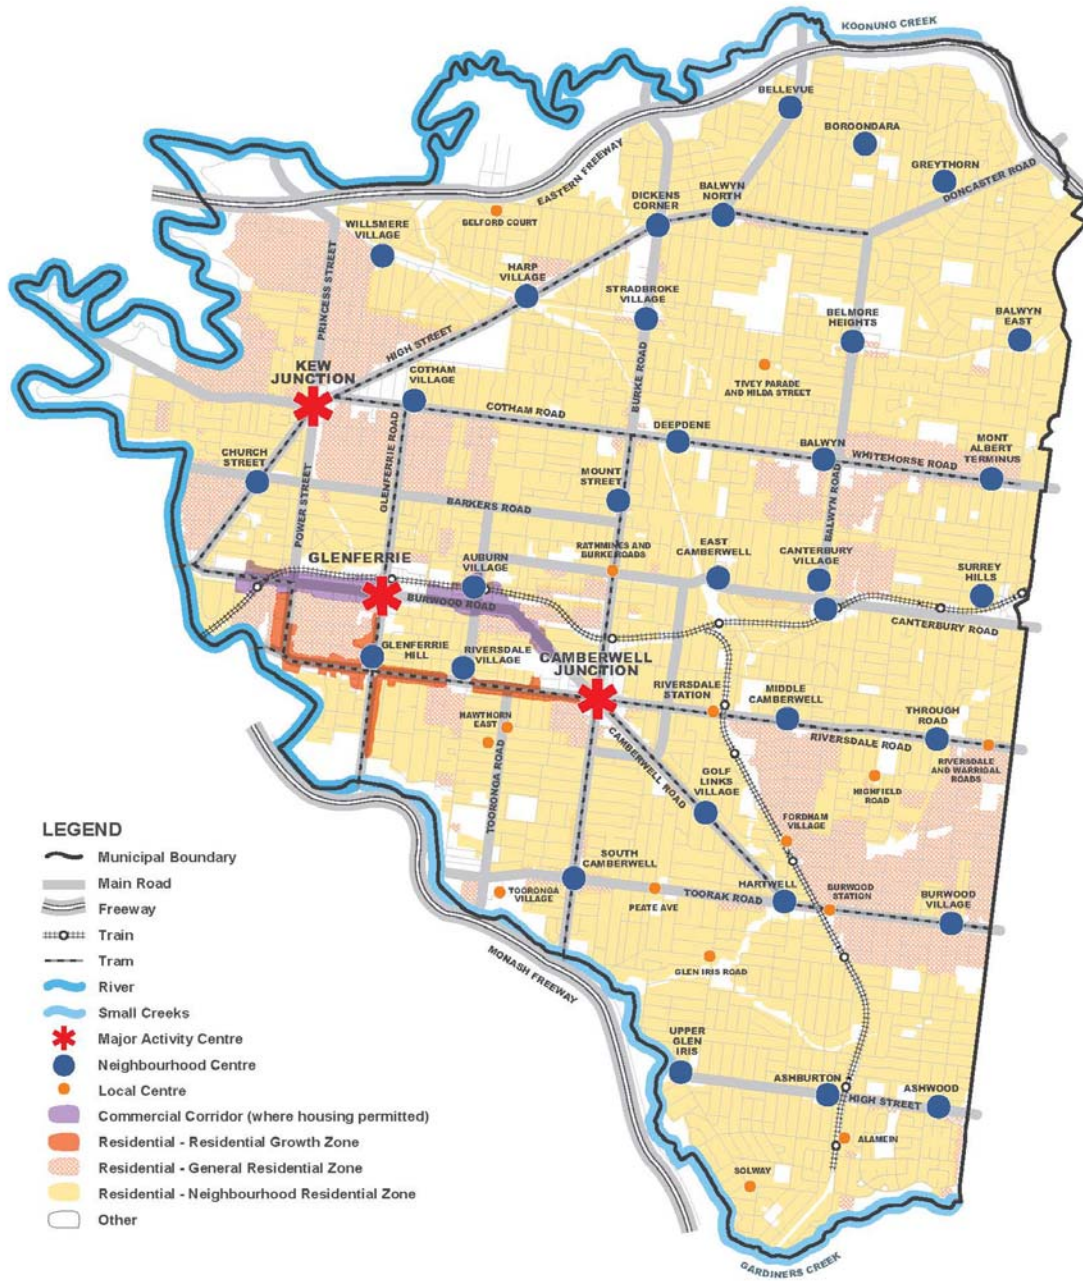 KOONUNG CREEK
BELLEVUE
BOROONDARA
GREYTHORN
DONCASTER ROAD
EASTERN FREEWAY
DICKENS
CORNER
BALWYN
NORTH
BELFORD COURT
WILLSMERE
VILLAGE
PRINCESS STREET
HARP
VILLAGE
STRADBROKE
VILLAGE
BELMORE
HEIGHTS
BALWYN
EAST
HIGH STREET
KEW
JUNCTION
COTHAM
VILLAGE
BURKE ROAD
TIVEY PARADE
AND HILDA STREET
COTHAM ROAD
DEEPDENE
BALWYN
WHITEHORSE ROAD
MONT
ALBERT
TERMINUS
CHURCH
STREET
GLENFERRIE ROAD
POWER STREET
MOUNT
STREET
BALWYN ROAD
BARKERS ROAD
RATHMINES AND
BURKE ROADS
EAST
CAMBERWELL
CANTERBURY
VILLAGE
SURREY
HILLS
GLENFERRIE
AUBURN
VILLAGE
BURWOOD ROAD
CANTERBURY ROAD
GLENFERRIE
HILL
RIVERSDALE
VILLAGE
CAMBERWELL
JUNCTION
RIVERSDALE
STATION
MIDDLE
CAMBERWELL
THROUGH
ROAD
RIVERSDALE ROAD
RIVERSDALE
AND WARRIGAL
ROADS
HAWTHORN
EAST
TOORONGA ROAD
CAMBERWELL ROAD
GOLF
LINKS
VILLAGE
HIGHFIELD
ROAD
FORDHAM
VILLAGE
SOUTH
CAMBERWELL
TOORONGA
VILLAGE
PEATE AVE
TOORAK ROAD
HARTWELL
BURWOOD
STATION
BURWOOD
VILLAGE
MONASH FREEWAY
GLEN IRIS ROAD
UPPER
GLEN
IRIS
ASHBURTON
HIGH STREET
ASHWOOD
ALAMEIN
SOLWAY
GARDINERS CREEK
LEGEND
Municipal Boundary
Main Road
Freeway
Train
Tram
River
Small Creeks
Major Activity Centre
Neighbourhood Centre
Local Centre
Commercial Corridor (where housing permitted)
Residential - Residential Growth Zone
Residential - General Residential Zone
Residential - Neighbourhood Residential Zone
Other